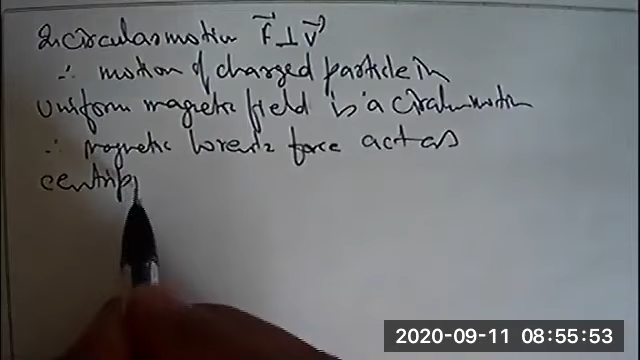 In circular motion F⃗ ⊥ V⃗
∴ motion of charged particle in
uniform magnetic field is a circular motion
∴ magnetic lorentz force act as
centrip
2020-09-11 08:55:53